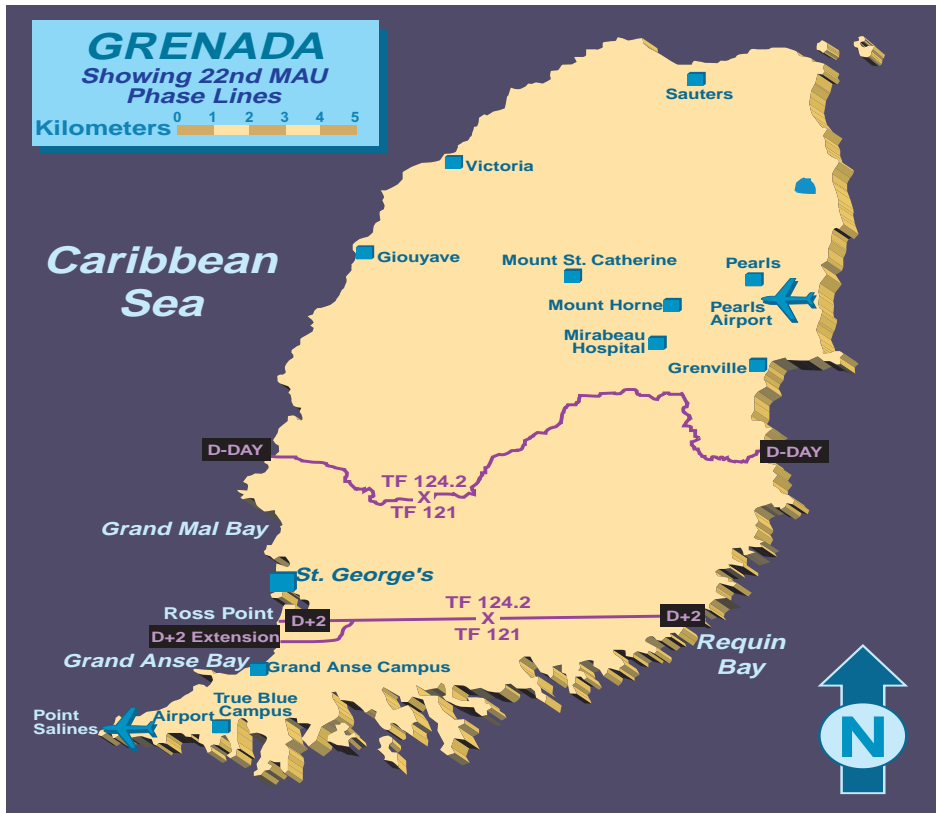 GRENADA
Showing 22nd MAU
Phase Lines
0 1 2 3 4 5
Kilometers
Sauters
Victoria
Caribbean
Sea
Giouyave
Mount St. Catherine
Pearls
Mount Horne
Pearls
Airport
Mirabeau
Hospital
Grenville
D-DAY
D-DAY
TF 124.2
X
TF 121
Grand Mal Bay
St. George's
Ross Point
D+2
TF 124.2
X
TF 121
D+2
D+2 Extension
Requin
Bay
Grand Anse Bay
Grand Anse Campus
Point
Salines
Airport
True Blue
Campus
N